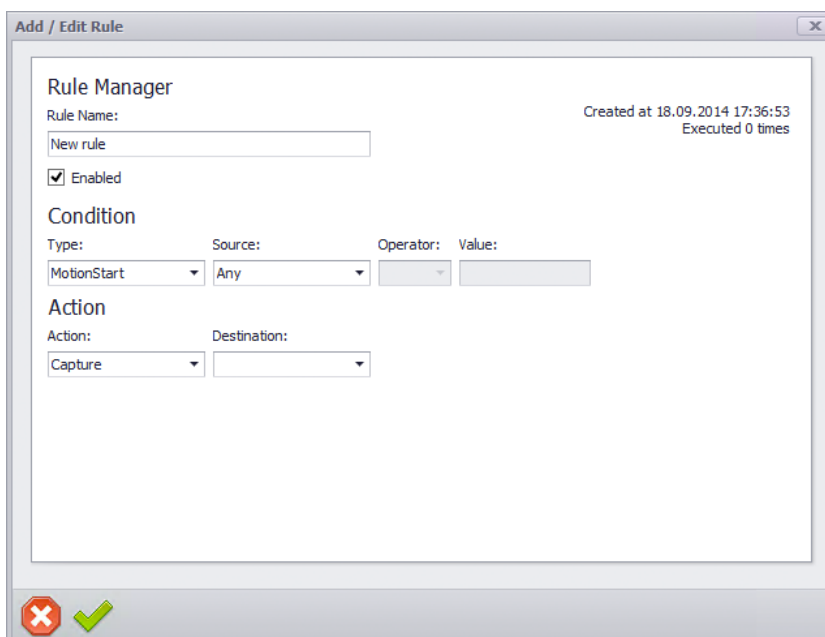 Add / Edit Rule
Rule Manager
Rule Name:
Created at 18.09.2014 17:36:53
Executed 0 times
New rule
Enabled
Condition
Type: Source: Operator: Value:
MotionStart Any
Action
Action: Destination:
Capture